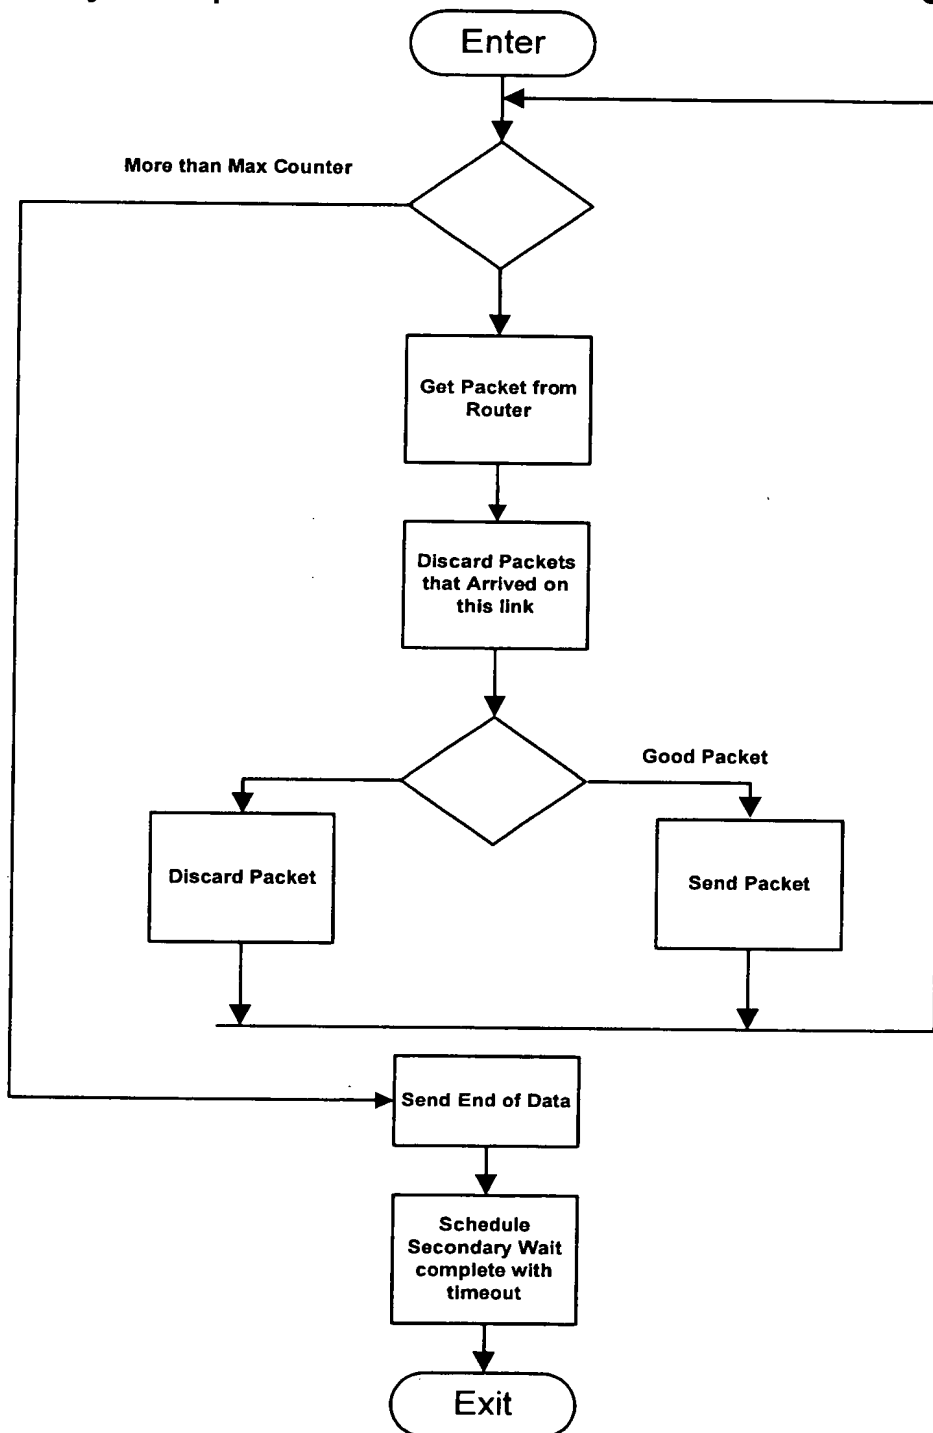 Enter
More than Max Counter
Get Packet from
Router
Discard Packets
that Arrived on
this link
Good Packet
Discard Packet
Send Packet
Send End of Data
Schedule
Secondary Wait
complete with
timeout
Exit